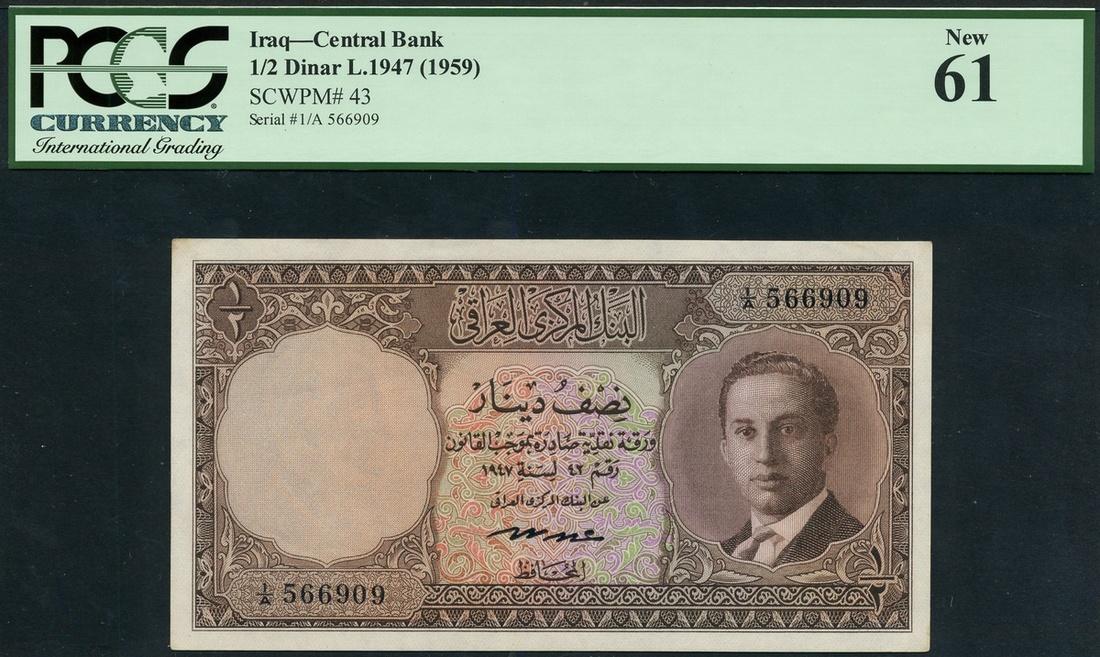 PCGS
CURRENCY
International Grading
Iraq—Central Bank
1/2 Dinar L.1947 (1959)
SCWPM# 43
Serial #1/A 566909
New
61
١/٢
البنك المركزي العراقي
1/A 566909
نصف دينار
ورقة نقدية صادرة بموجب القانون
رقم ٤٢ لسنة ١٩٤٧
عن البنك المركزي العراقي
المحافظ
1/A 566909
١/٢